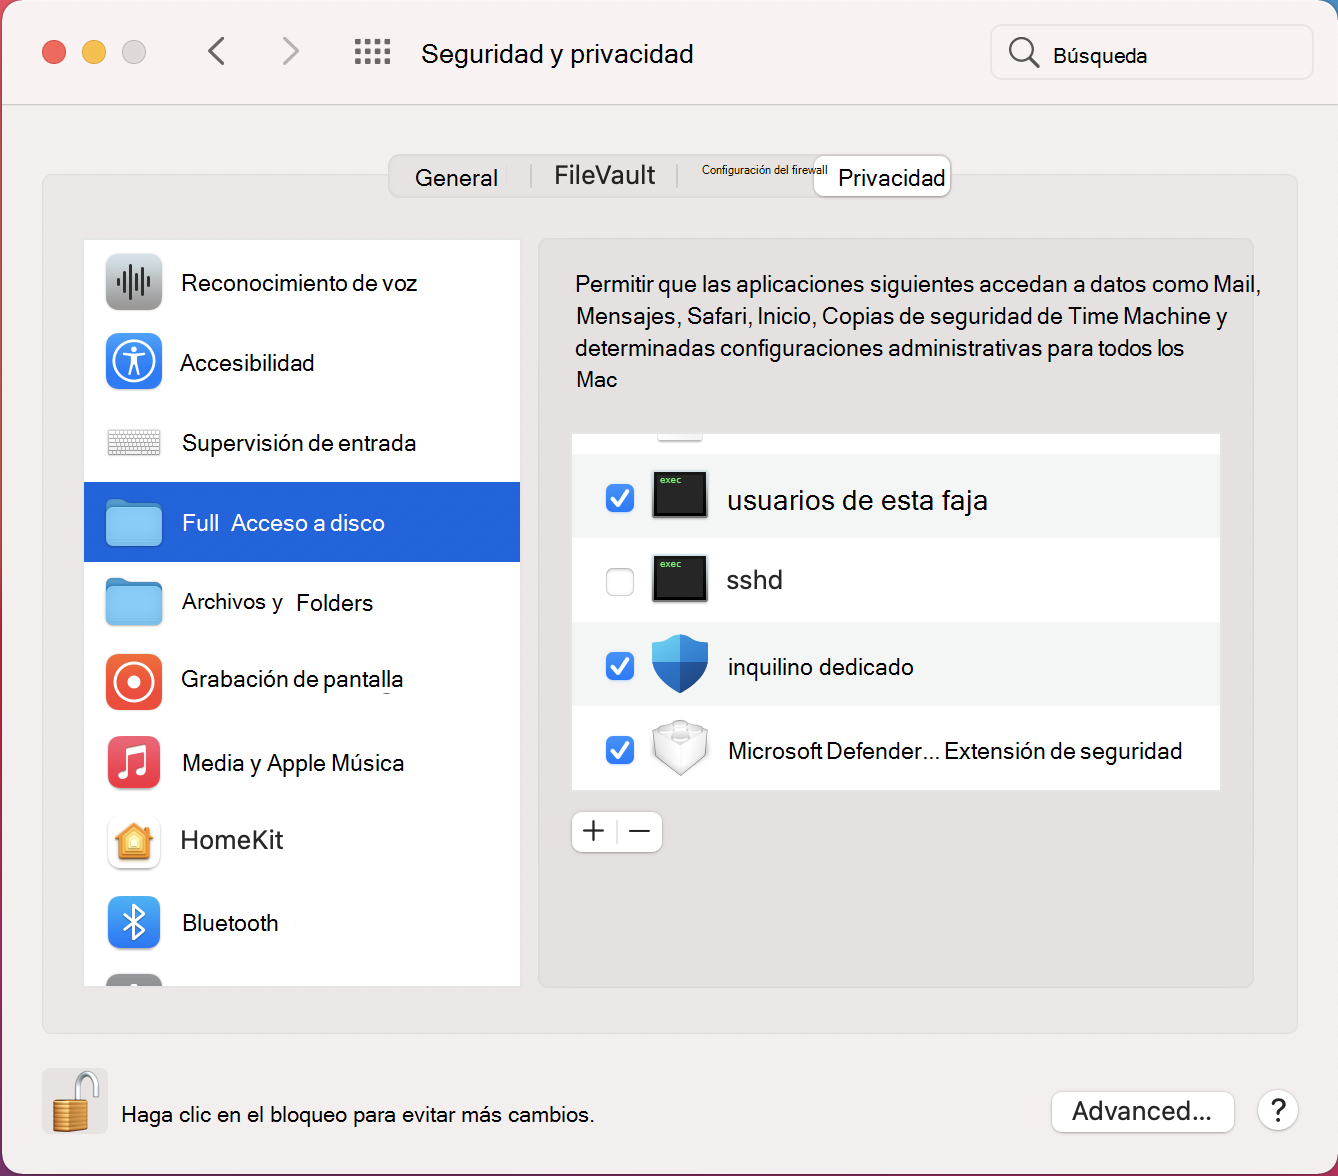 Seguridad y privacidad
Búsqueda
General
FileVault
Configuración del firewall
Privacidad
Reconocimiento de voz
Accesibilidad
Supervisión de entrada
Full Acceso a disco
Archivos y Folders
Grabación de pantalla
Media y Apple Música
HomeKit
Bluetooth
Permitir que las aplicaciones siguientes accedan a datos como Mail,
Mensajes, Safari, Inicio, Copias de seguridad de Time Machine y
determinadas configuraciones administrativas para todos los
Mac
exec
usuarios de esta faja
exec
sshd
inquilino dedicado
Microsoft Defender... Extensión de seguridad
Haga clic en el bloqueo para evitar más cambios.
Advanced...
?